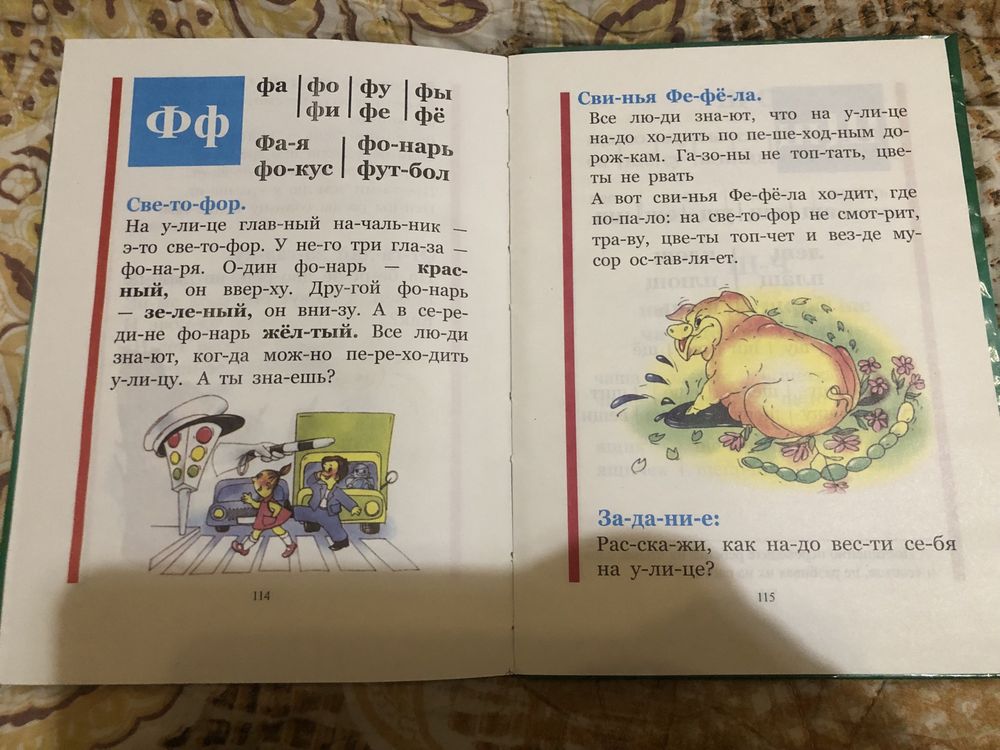 Фф
фа | фо | фу | фы
фи | фе | фё
Фа-я | фо-нарь
фо-кус | фут-бол
Све-то-фор.
На у-ли-це глав-ный на-чаль-ник —
э-то све-то-фор. У не-го три гла-за —
фо-на-ря. О-дин фо-нарь — крас-
ный, он ввер-ху. Дру-гой фо-нарь
— зе-ле-ный, он вни-зу. А в се-ре-
ди-не фо-нарь жёл-тый. Все лю-ди
зна-ют, ког-да мож-но пе-ре-хо-дить
у-ли-цу. А ты зна-ешь?
114
Сви-нья Фе-фё-ла.
Все лю-ди зна-ют, что на у-ли-це
на-до хо-дить по пе-ше-ход-ным до-
рож-кам. Га-зо-ны не топ-тать, цве-
ты не рвать
А вот сви-нья Фе-фё-ла хо-дит, где
по-па-ло: на све-то-фор не смот-рит,
тра-ву, цве-ты топ-чет и вез-де му-
сор ос-тав-ля-ет.
За-да-ни-е:
Рас-ска-жи, как на-до вес-ти се-бя
на у-ли-це?
115